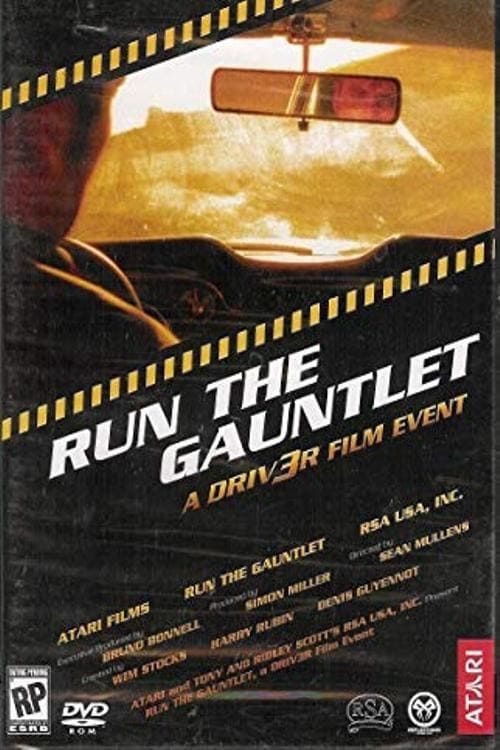 RUN THE
GAUNTLET
A DRIV3R FILM EVENT
ATARI FILMS
RUN THE GAUNTLET
RSA USA, INC.
Executive Produced by
BRUNO BONNELL
Produced by
SIMON MILLER
Directed by
SEAN MULLENS
Created by
WIM STOCKS
HARRY RUBIN
DENIS GUYENNOT
ATARI and TONY AND RIDLEY SCOTT'S RSA USA, INC. Present
RUN THE GAUNTLET, a DRIV3R Film Event
RATING PENDING
RP
ESRB
DVD
ROM
RSA
ATARI